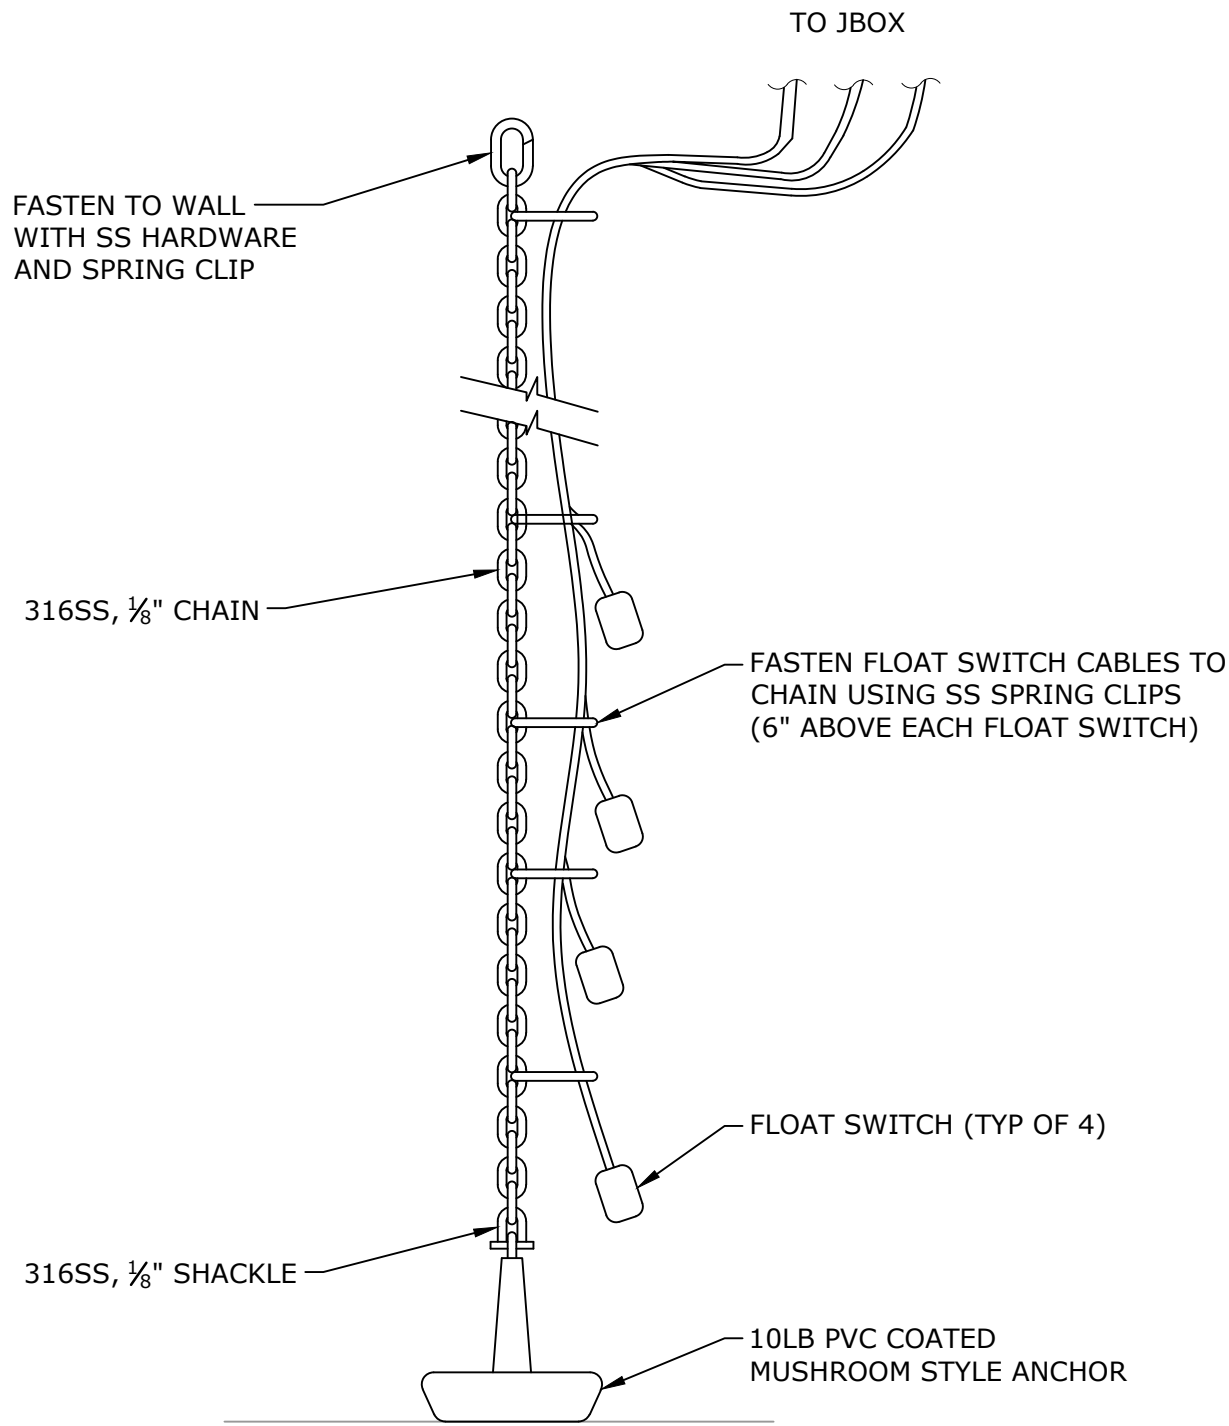 TO JBOX
FASTEN TO WALL
WITH SS HARDWARE
AND SPRING CLIP
316SS, ⅛" CHAIN
FASTEN FLOAT SWITCH CABLES TO
CHAIN USING SS SPRING CLIPS
(6" ABOVE EACH FLOAT SWITCH)
FLOAT SWITCH (TYP OF 4)
316SS, ⅛" SHACKLE
10LB PVC COATED
MUSHROOM STYLE ANCHOR